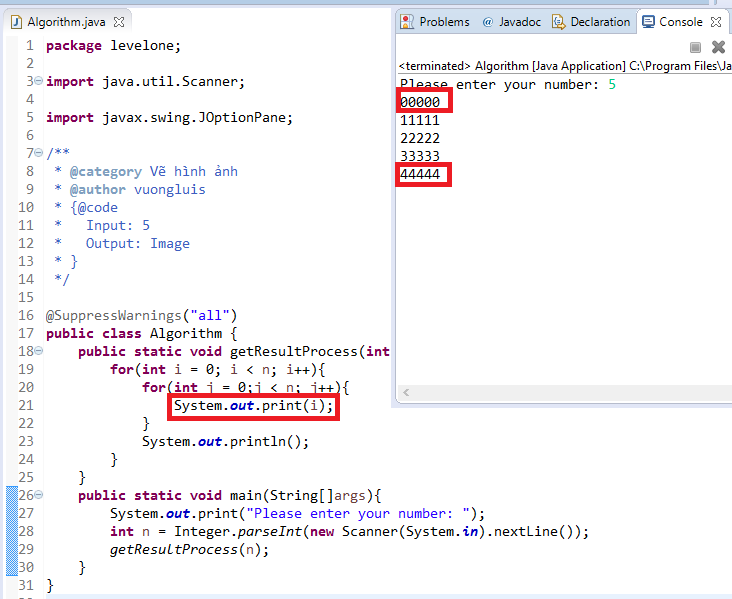 Algorithm.java
1 package levelone;
2
3 import java.util.Scanner;
4
5 import javax.swing.JOptionPane;
6
7 /**
8 * @category Vẽ hình ảnh
9 * @author vuongluis
10 * {@code
11 * Input: 5
12 * Output: Image
13 * }
14 */
15
16 @SuppressWarnings("all")
17 public class Algorithm {
18 public static void getResultProcess(int
19 for(int i = 0; i < n; i++){
20 for(int j = 0;j < n; j++){
21 System.out.print(i);
22 }
23 System.out.println();
24 }
25 }
26 public static void main(String[]args){
27 System.out.print("Please enter your number: ");
28 int n = Integer.parseInt(new Scanner(System.in).nextLine());
29 getResultProcess(n);
30 }
31 }
Problems @ Javadoc Declaration Console
<terminated> Algorithm [Java Application] C:\Program Files\Ja
Please enter your number: 5
00000
11111
22222
33333
44444